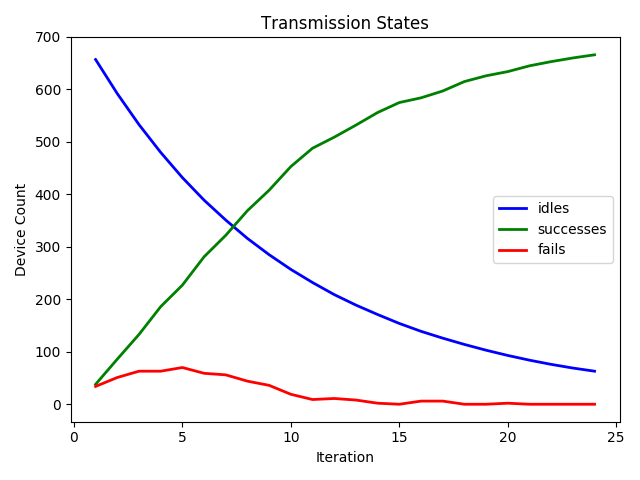 Transmission States
Device Count
700
600
500
400
300
200
100
0
idles
successes
fails
0 5 10 15 20 25
Iteration